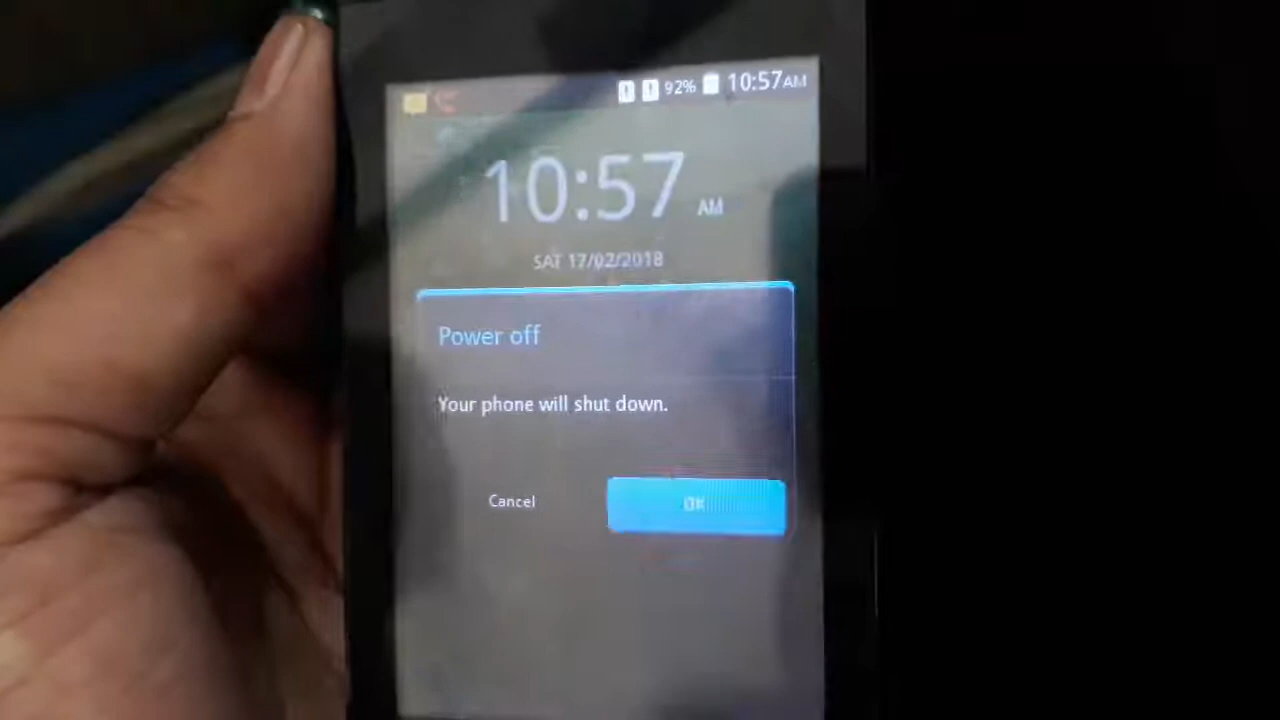 92% 10:57AM
10:57 AM
SAT 17/02/2018
Power off
Your phone will shut down.
Cancel OK